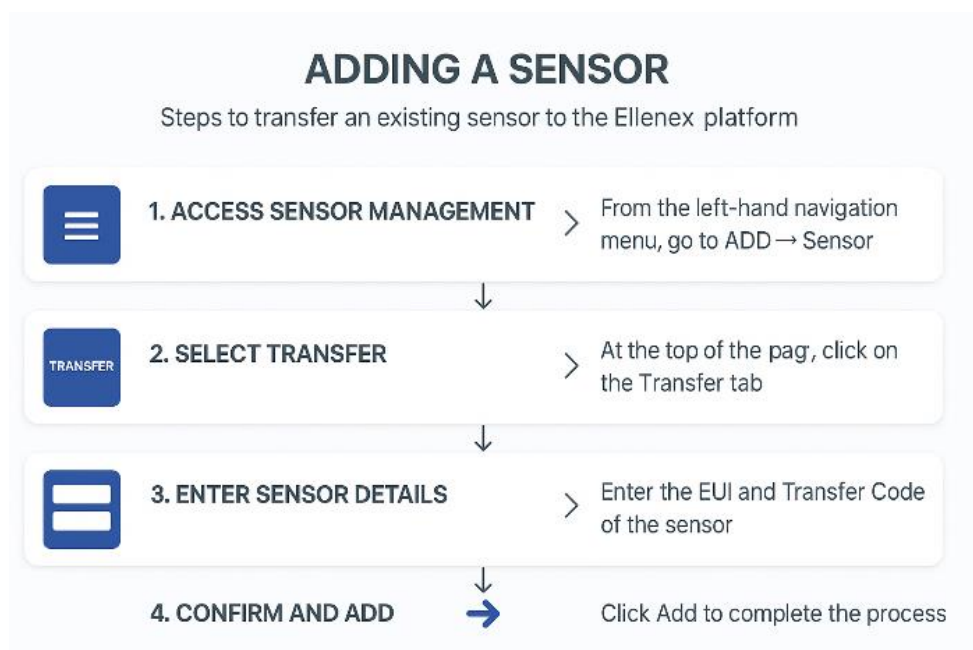 ADDING A SENSOR
Steps to transfer an existing sensor to the Ellenex platform
1. ACCESS SENSOR MANAGEMENT
From the left-hand navigation
menu, go to ADD → Sensor
TRANSFER
2. SELECT TRANSFER
At the top of the pag, click on
the Transfer tab
3. ENTER SENSOR DETAILS
Enter the EUI and Transfer Code
of the sensor
4. CONFIRM AND ADD
Click Add to complete the process